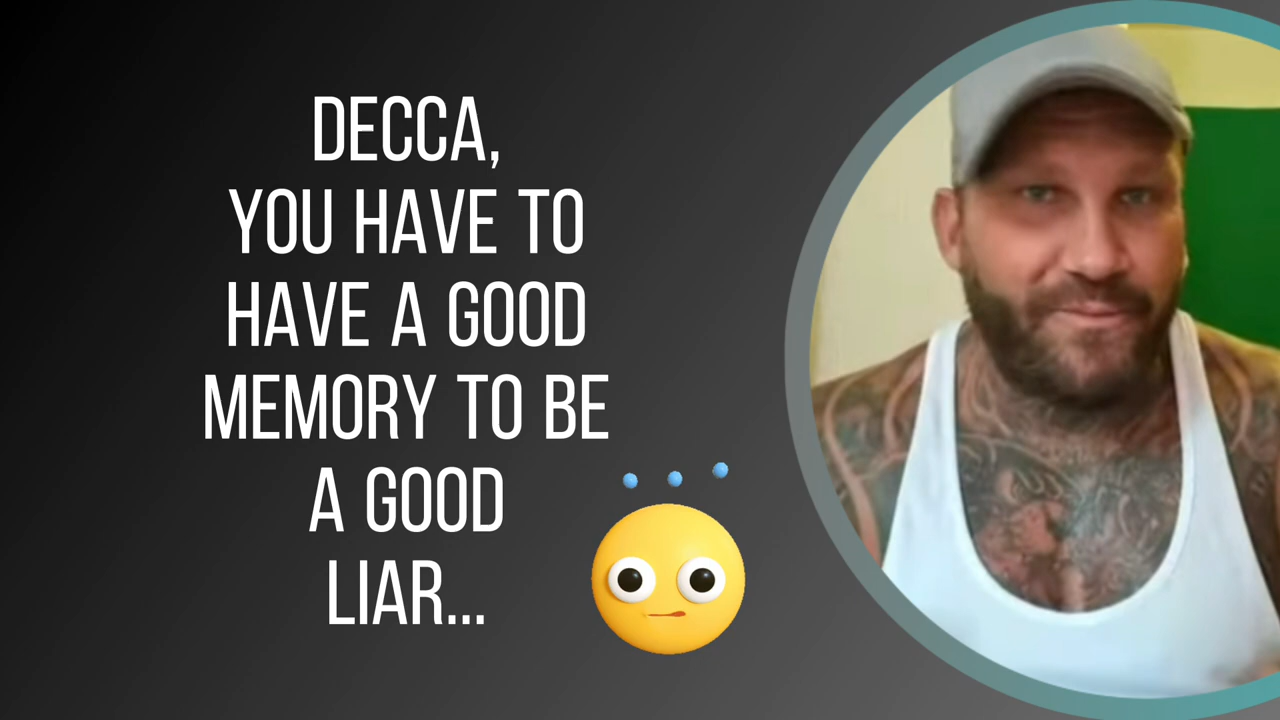 DECCA,
YOU HAVE TO
HAVE A GOOD
MEMORY TO BE
A GOOD
LIAR...